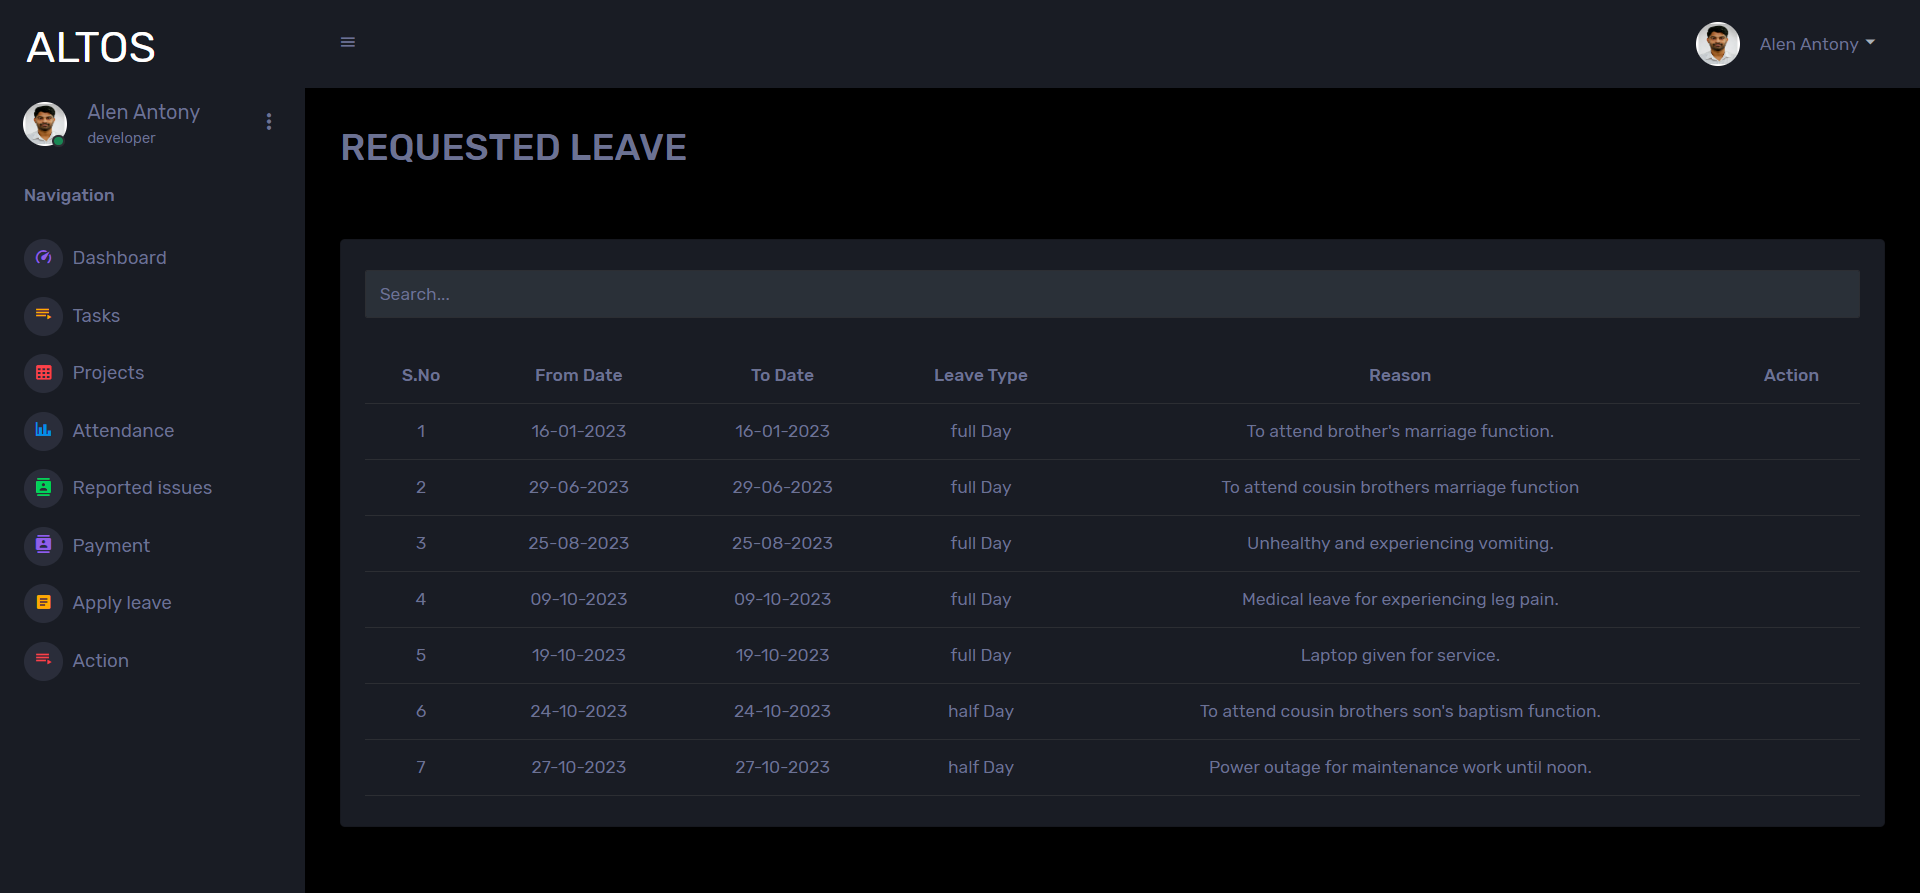 ALTOS
Alen Antony
Alen Antony
developer
Navigation
Dashboard
Tasks
Projects
Attendance
Reported issues
Payment
Apply leave
Action
REQUESTED LEAVE
Search...
S.No From Date To Date Leave Type Reason Action
1 16-01-2023 16-01-2023 full Day To attend brother's marriage function.
2 29-06-2023 29-06-2023 full Day To attend cousin brothers marriage function
3 25-08-2023 25-08-2023 full Day Unhealthy and experiencing vomiting.
4 09-10-2023 09-10-2023 full Day Medical leave for experiencing leg pain.
5 19-10-2023 19-10-2023 full Day Laptop given for service.
6 24-10-2023 24-10-2023 half Day To attend cousin brothers son's baptism function.
7 27-10-2023 27-10-2023 half Day Power outage for maintenance work until noon.